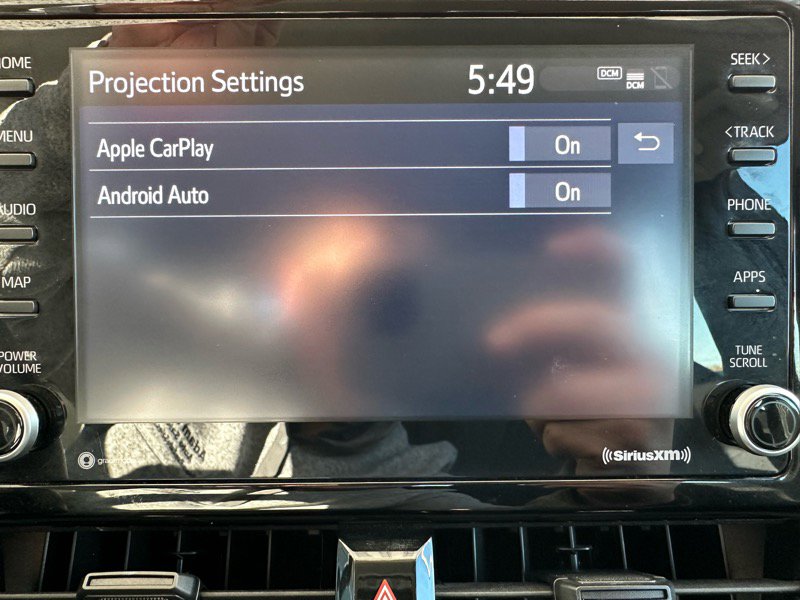 Projection Settings 5:49 DCM DCM
Apple CarPlay On
Android Auto On
HOME
MENU
AUDIO
MAP
POWER
VOLUME
SEEK >
< TRACK
PHONE
APPS
TUNE
SCROLL
((SiriusXM))